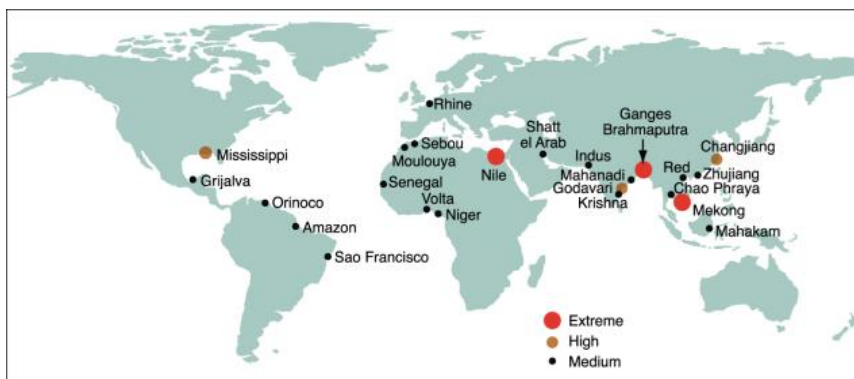 Rhine
Ganges
Brahmaputra
Shatt
el Arab
Sebou
Changjiang
Mississippi
Moulouya
Indus
Red
Zhujiang
Mahanadi
Nile
Grijalva
Senegal
Godavari
Chao Phraya
Volta
Krishna
Orinoco
Niger
Mekong
Amazon
Mahakam
Sao Francisco
Extreme
High
Medium